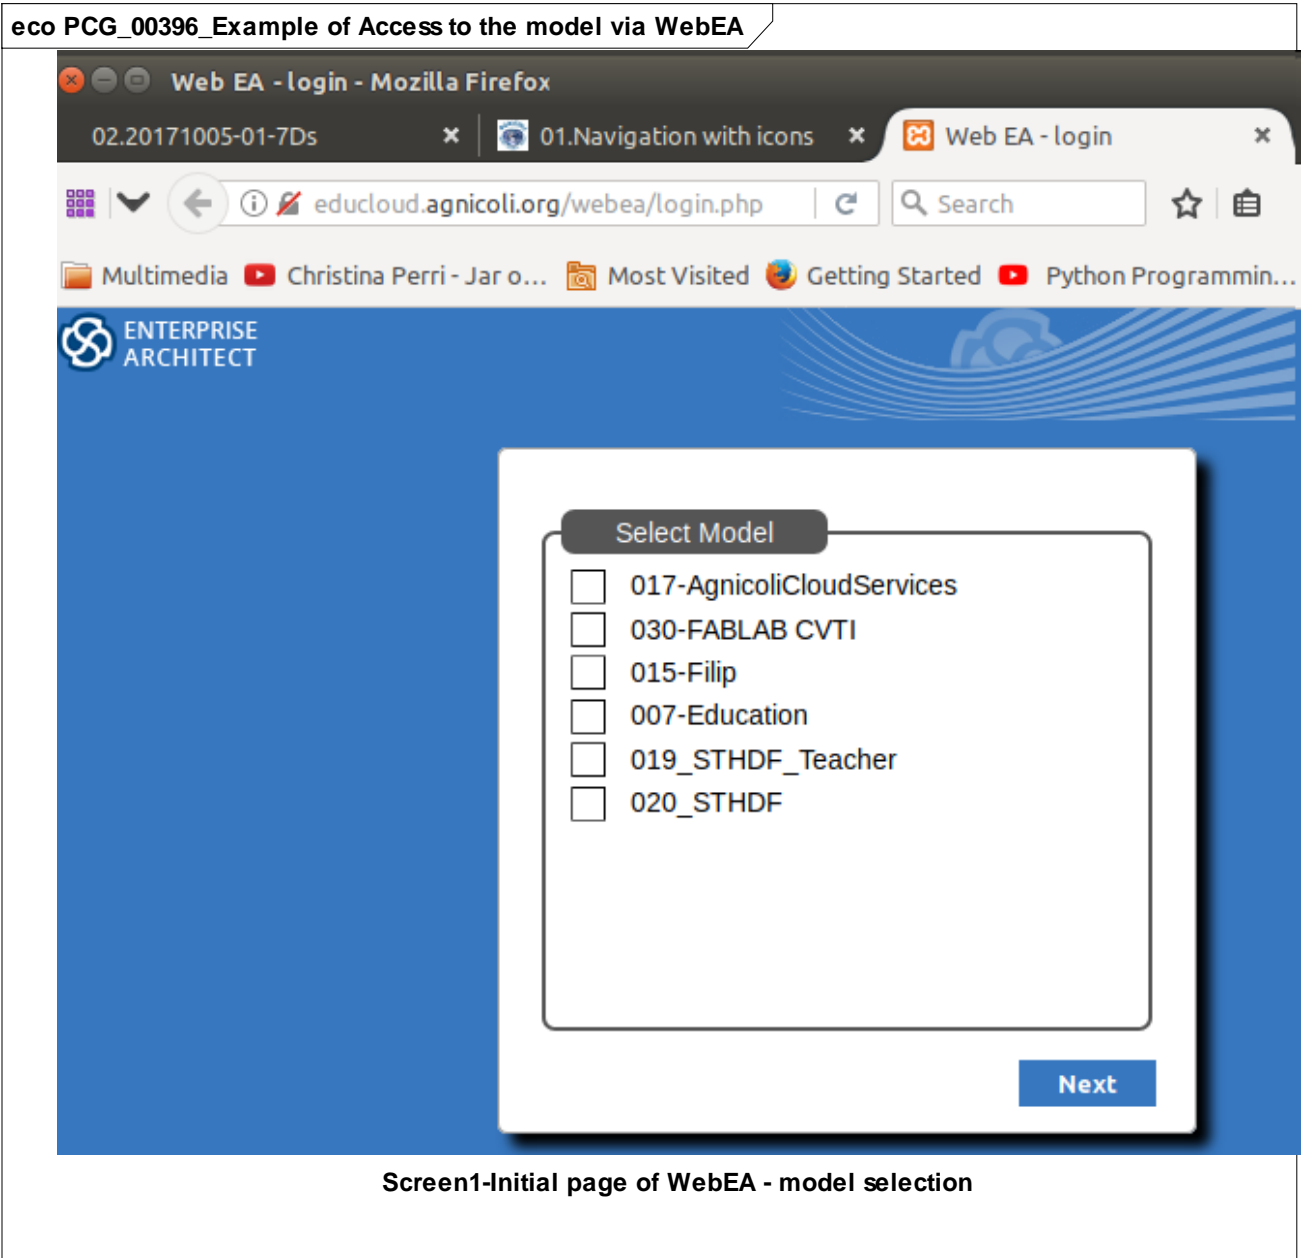 eco PCG_00396_Example of Access to the model via WebEA
Web EA - login - Mozilla Firefox
02.20171005-01-7Ds
01.Navigation with icons
Web EA - login
educloud.agnicoli.org/webea/login.php
Search
Multimedia
Christina Perri - Jar o...
Most Visited
Getting Started
Python Programmin...
ENTERPRISE
ARCHITECT
Select Model
017-AgnicoliCloudServices
030-FABLAB CVTI
015-Filip
007-Education
019_STHDF_Teacher
020_STHDF
Next
Screen1-Initial page of WebEA - model selection